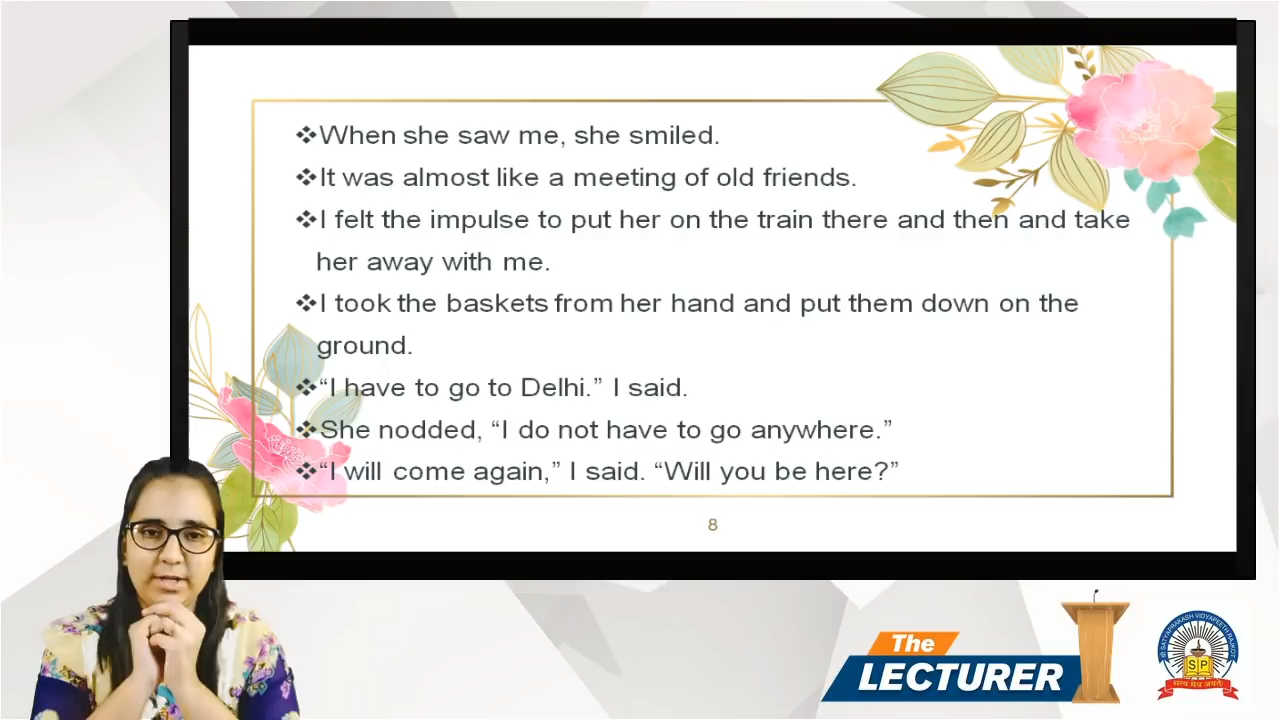 ❖When she saw me, she smiled.
❖It was almost like a meeting of old friends.
❖I felt the impulse to put her on the train there and then and take
her away with me.
❖I took the baskets from her hand and put them down on the
ground.
❖“I have to go to Delhi.” I said.
❖She nodded, “I do not have to go anywhere.”
❖“I will come again,” I said. “Will you be here?”
8
The
LECTURER
SP
सत्य मेव जयते